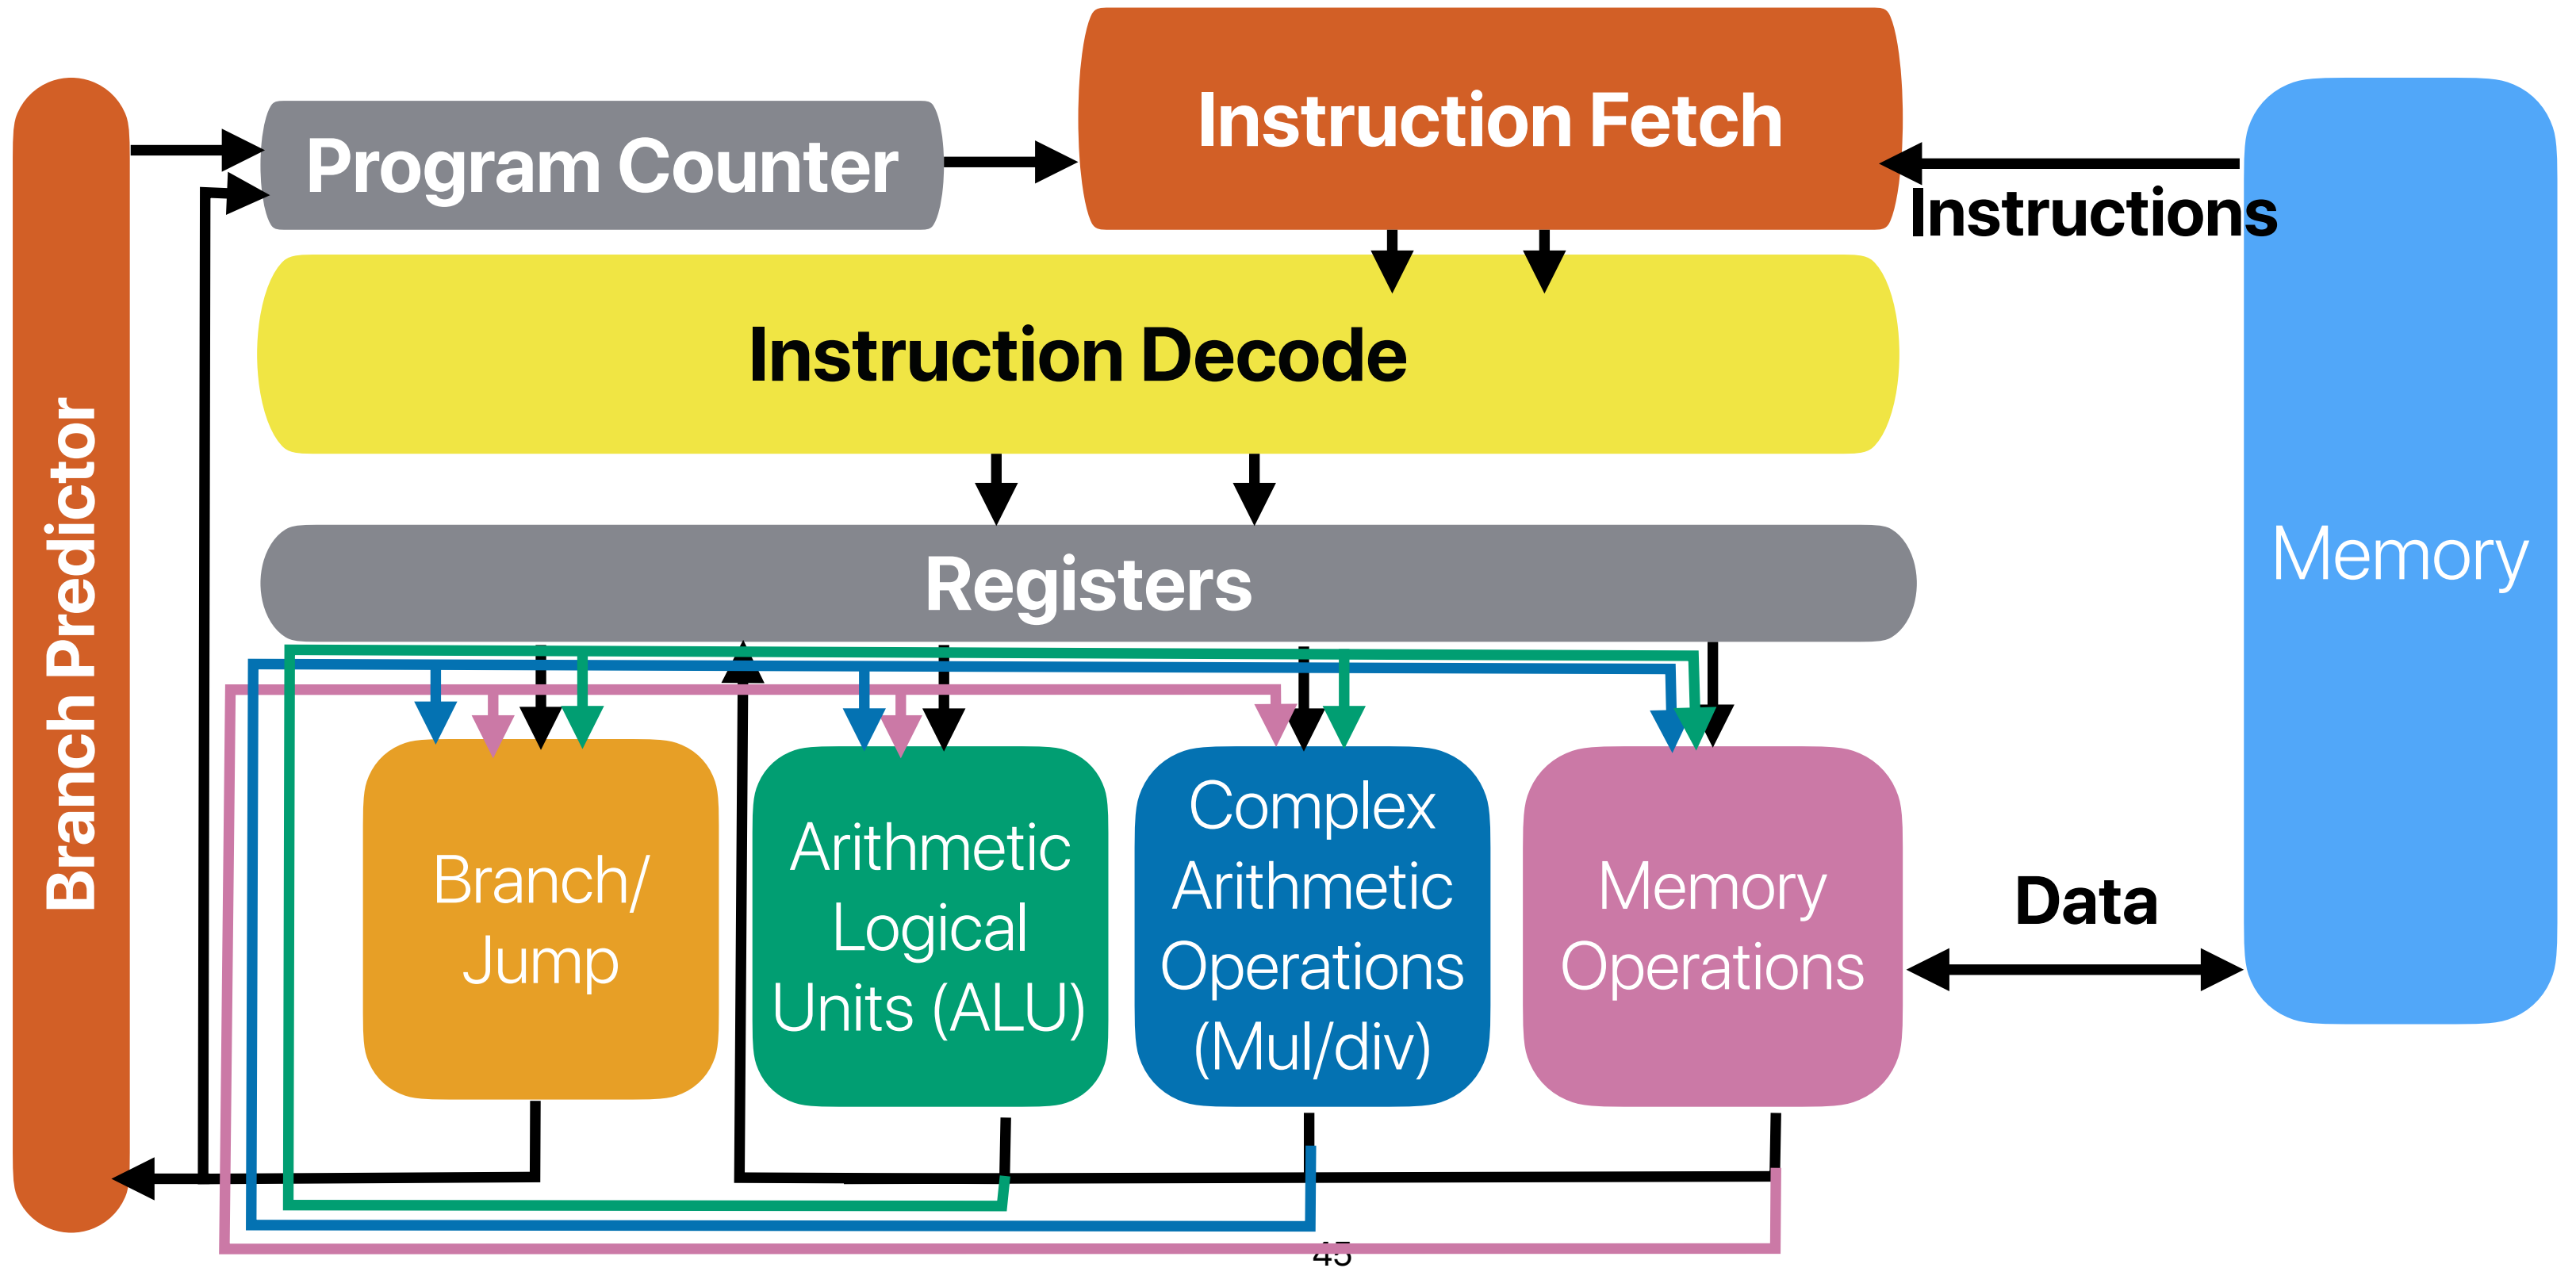 Instruction Fetch
Program Counter
Instructions
Instruction Decode
Branch Predictor
Registers
Memory
Branch/
Jump
Arithmetic
Logical
Units (ALU)
Complex
Arithmetic
Operations
(Mul/div)
Memory
Operations
Data
45